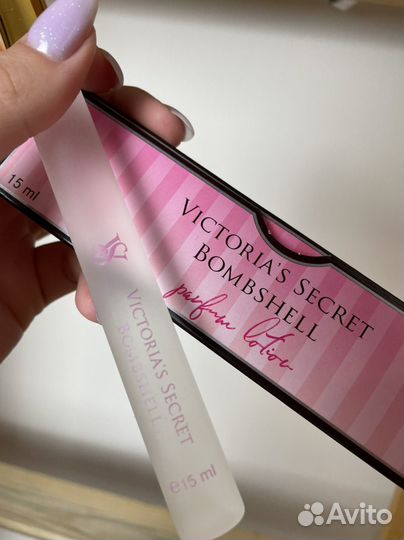 15 ml
VICTORIA'S SECRET
BOMBSHELL
parfum lotion
VS
VICTORIA'S SECRET
BOMBSHELL
e15 ml
Avito